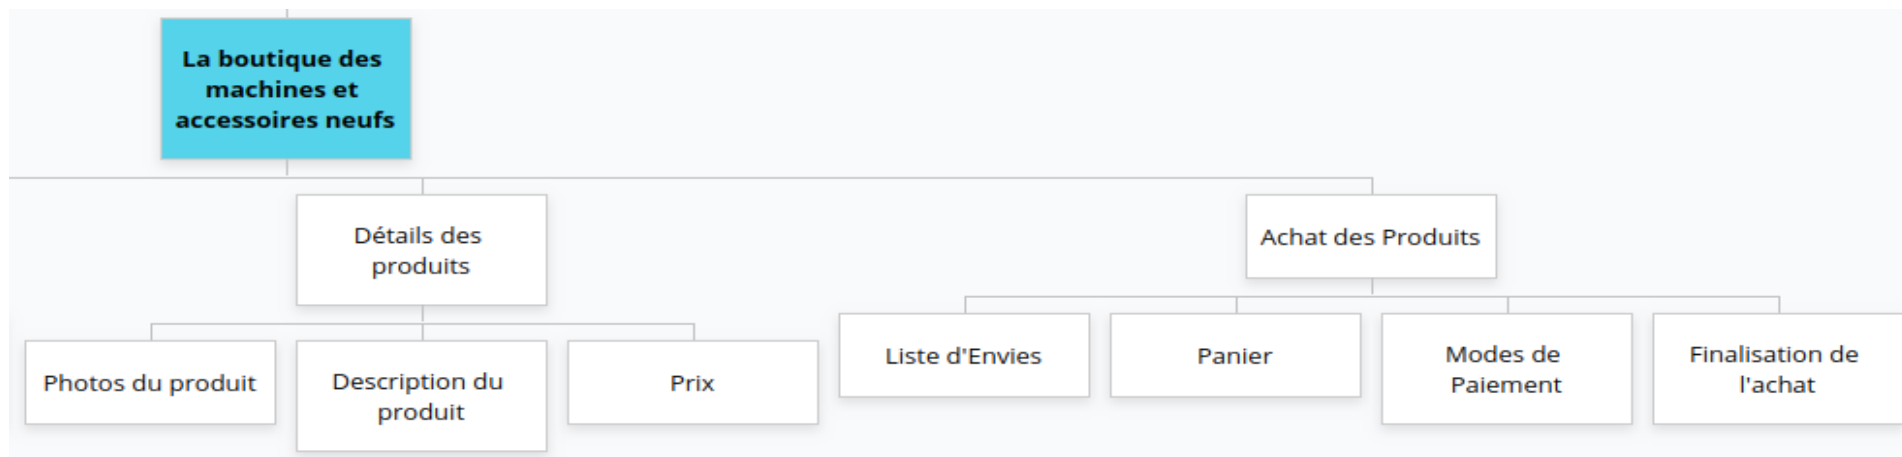 La boutique des
machines et
accessoires neufs
Détails des
produits
Achat des Produits
Photos du produit
Description du
produit
Prix
Liste d'Envies
Panier
Modes de
Paiement
Finalisation de
l'achat